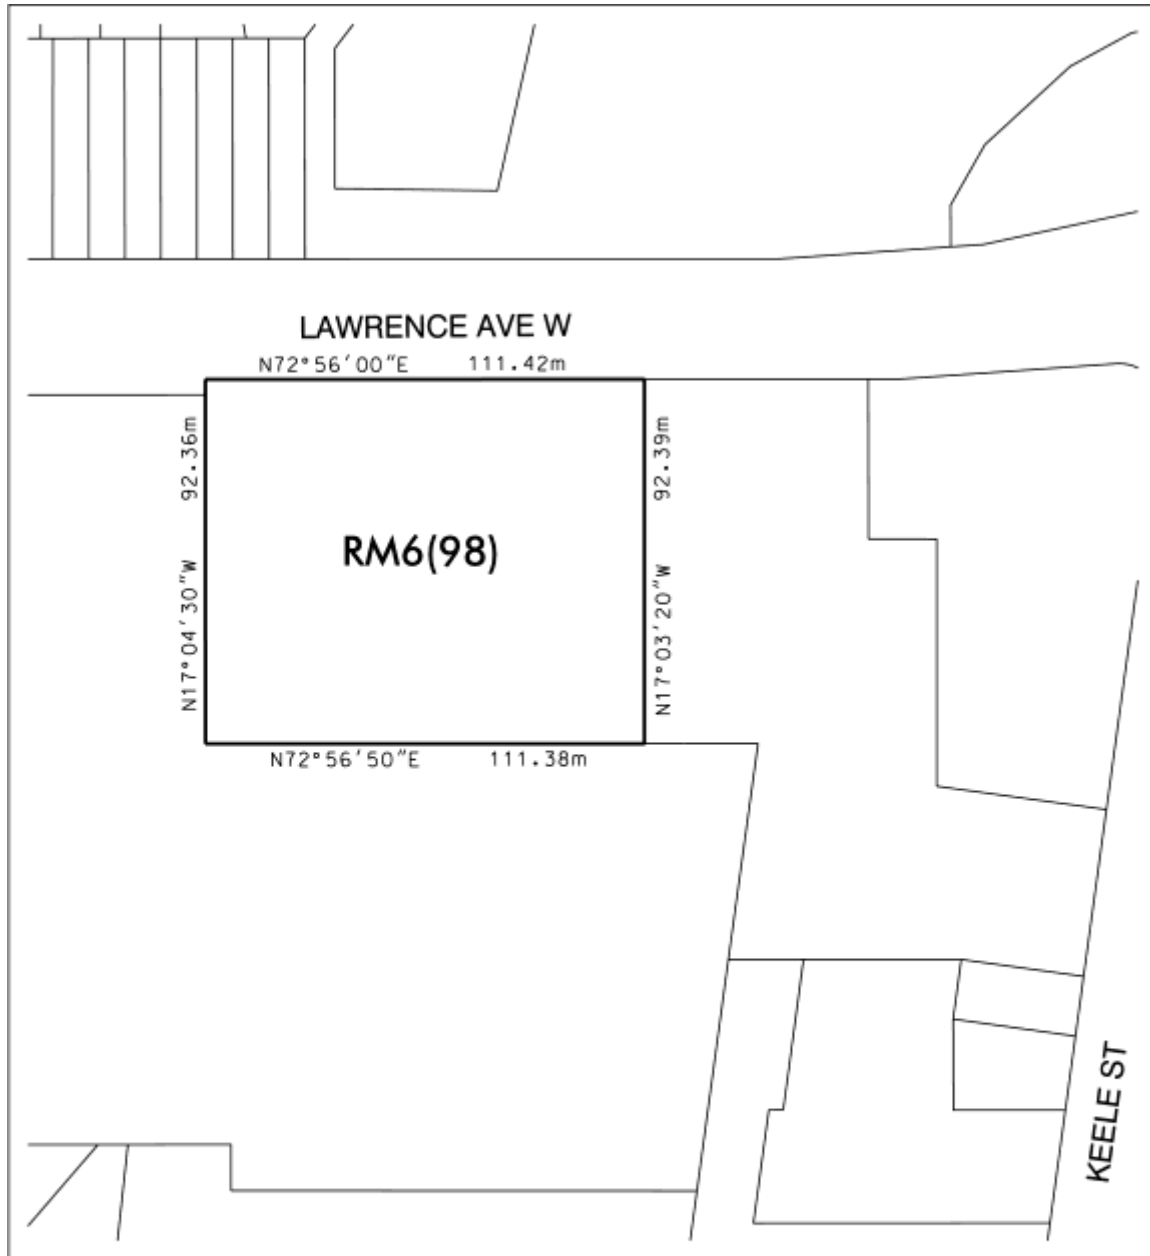 LAWRENCE AVE W
N72°56'00"E 111.42m
92.36m
N17°04'30"W
RM6(98)
92.39m
N17°03'20"W
N72°56'50"E 111.38m
KEELE ST